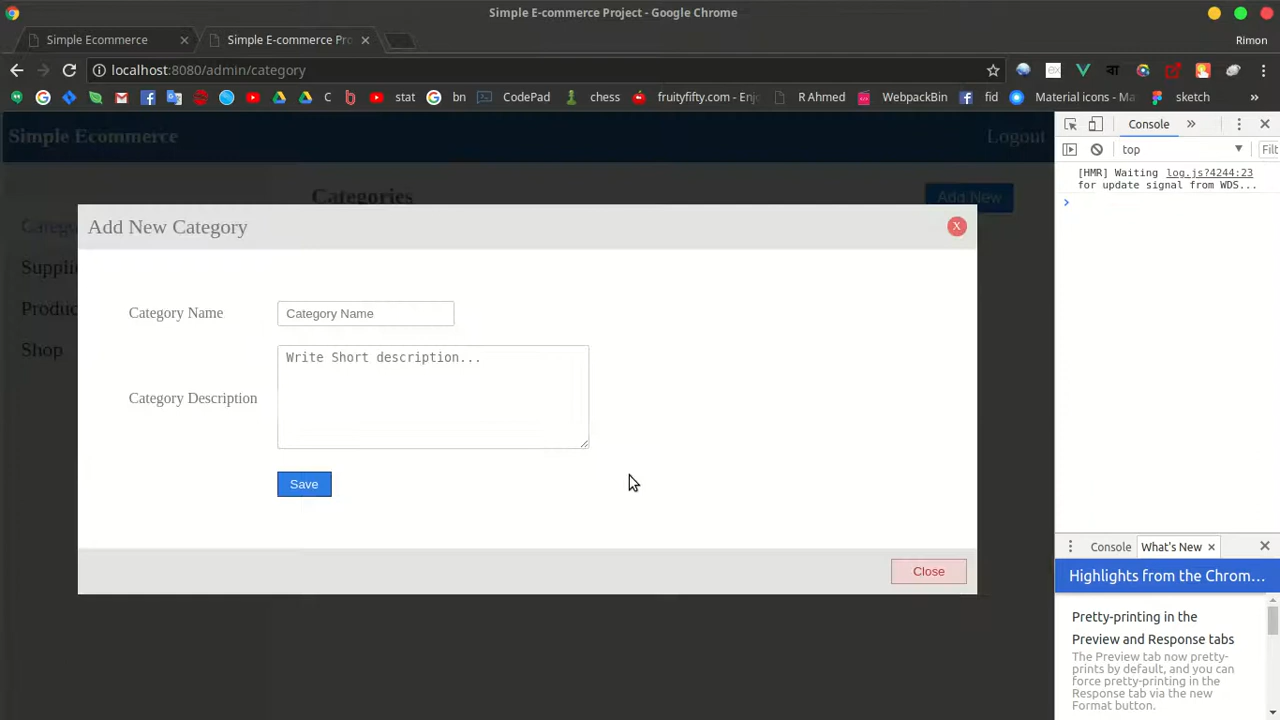 Simple E-commerce Project - Google Chrome
Simple Ecommerce
Simple E-commerce Pro
Rimon
localhost:8080/admin/category
C
stat
bn
CodePad
chess
fruityfifty.com - Enj
R Ahmed
WebpackBin
fid
Material icons - Ma
sketch
»
Simple Ecommerce
Logout
Categories
Add New
Suppli
Produc
Shop
Add New Category
X
Category Name
Category Name
Write Short description...
Category Description
Save
Close
Console
»
top
Filt
[HMR] Waiting log.js?4244:23
for update signal from WDS...
Console
What's New
Highlights from the Chrom...
Pretty-printing in the
Preview and Response tabs
The Preview tab now pretty-
prints by default, and you can
force pretty-printing in the
Response tab via the new
Format button.